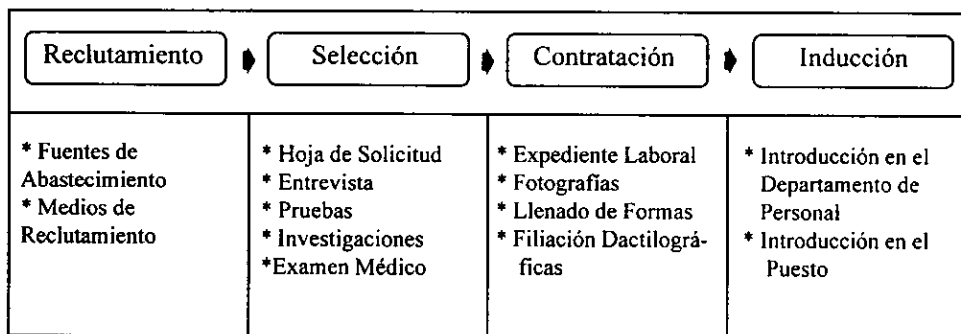 Reclutamiento
Selección
Contratación
Inducción
* Fuentes de
Abastecimiento
* Medios de
Reclutamiento
* Hoja de Solicitud
* Entrevista
* Pruebas
* Investigaciones
*Examen Médico
* Expediente Laboral
* Fotografías
* Llenado de Formas
* Filiación Dactilográ-
ficas
* Introducción en el
Departamento de
Personal
* Introducción en el
Puesto